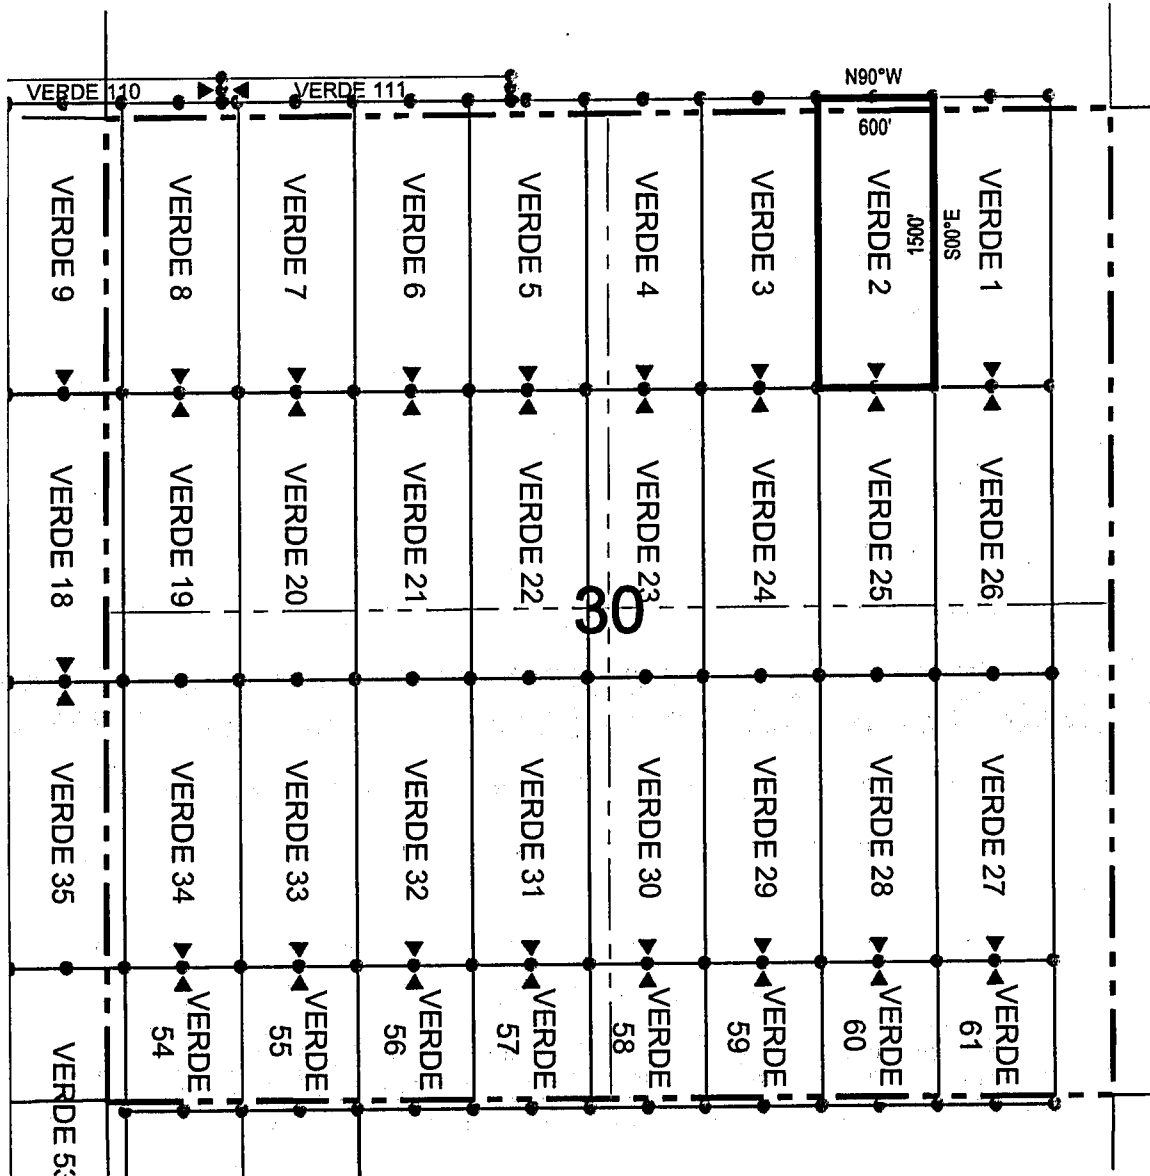 N90°W
VERDE 110
VERDE 111
600'
VERDE 9
VERDE 8
VERDE 7
VERDE 6
VERDE 5
VERDE 4
VERDE 3
VERDE 2
1500'
S00°E
VERDE 1
VERDE 18
VERDE 19
VERDE 20
VERDE 21
VERDE 22
VERDE 23
VERDE 24
VERDE 25
VERDE 26
30
VERDE 35
VERDE 34
VERDE 33
VERDE 32
VERDE 31
VERDE 30
VERDE 29
VERDE 28
VERDE 27
VERDE
54
VERDE
55
VERDE
56
VERDE
57
VERDE
58
VERDE
59
VERDE
60
VERDE
61
VERDE 53